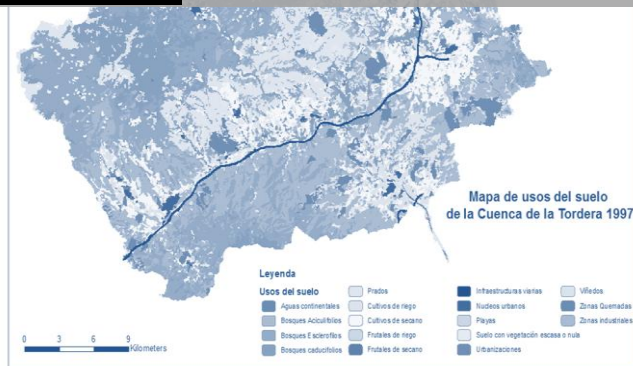 Mapa de usos del suelo
de la Cuenca de la Tordera 1997
Leyenda
Usos del suelo
Aguas continentales
Bosques Aciculifolios
Bosques Esclerofilos
Bosques caducifolios
Prados
Cultivos de riego
Cultivos de secano
Frutales de riego
Frutales de secano
Infraestructuras viarias
Nucleos urbanos
Playas
Suelo con vegetación escasa o nula
Urbanizaciones
Viñedos
Zonas Quemadas
Zonas industriales
0 3 6 9
Kilometers